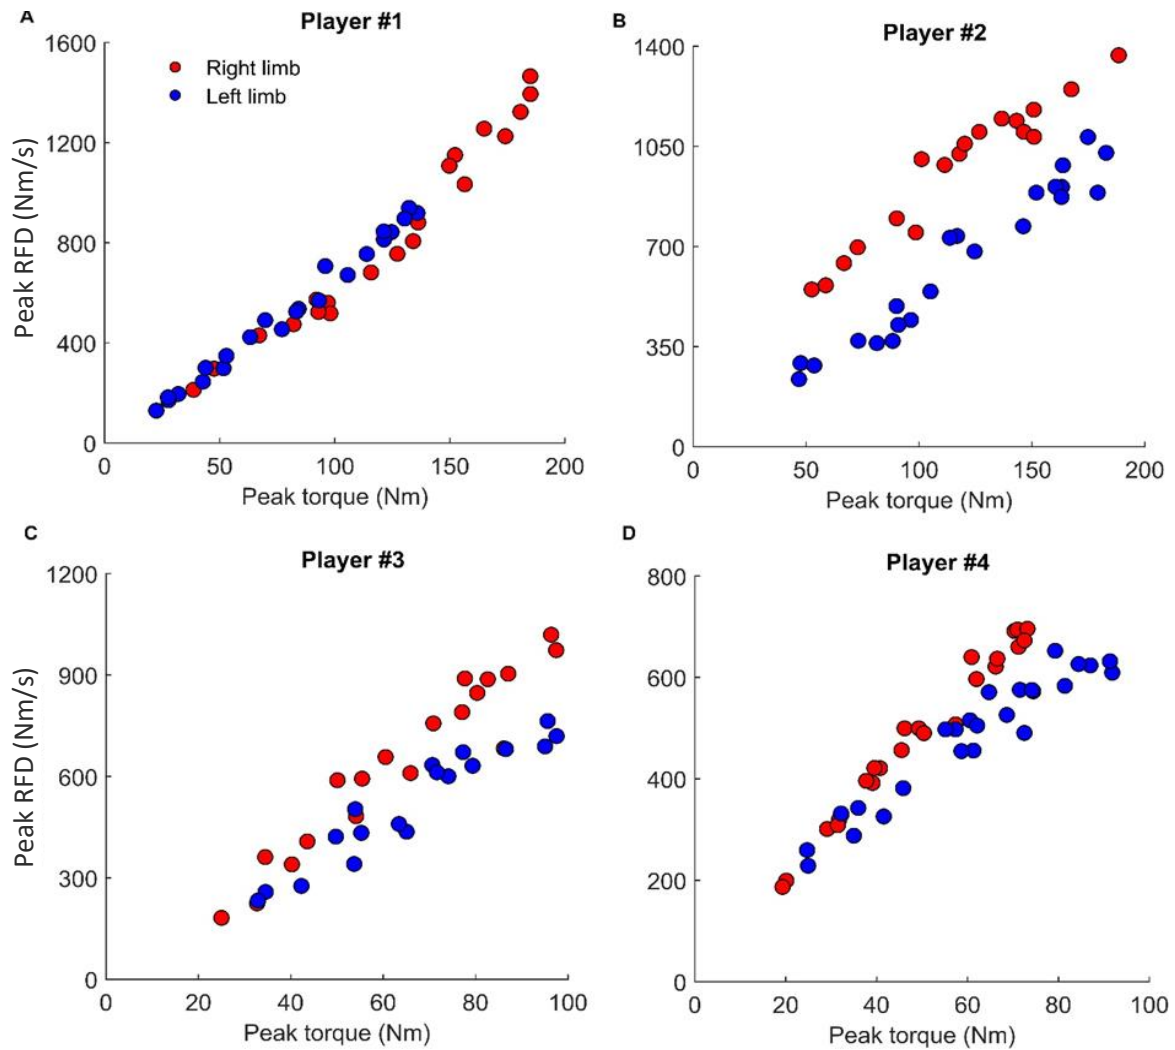 A
Player #1
Right limb
Left limb
1600
1200
800
400
0
50
100
150
200
Peak RFD (Nm/s)
Peak torque (Nm)
B
Player #2
1400
1050
700
350
0
0
50
100
150
200
Peak torque (Nm)
C
Player #3
1200
900
600
300
0
0
20
40
60
80
100
Peak RFD (Nm/s)
Peak torque (Nm)
D
Player #4
800
600
400
200
0
0
20
40
60
80
100
Peak torque (Nm)